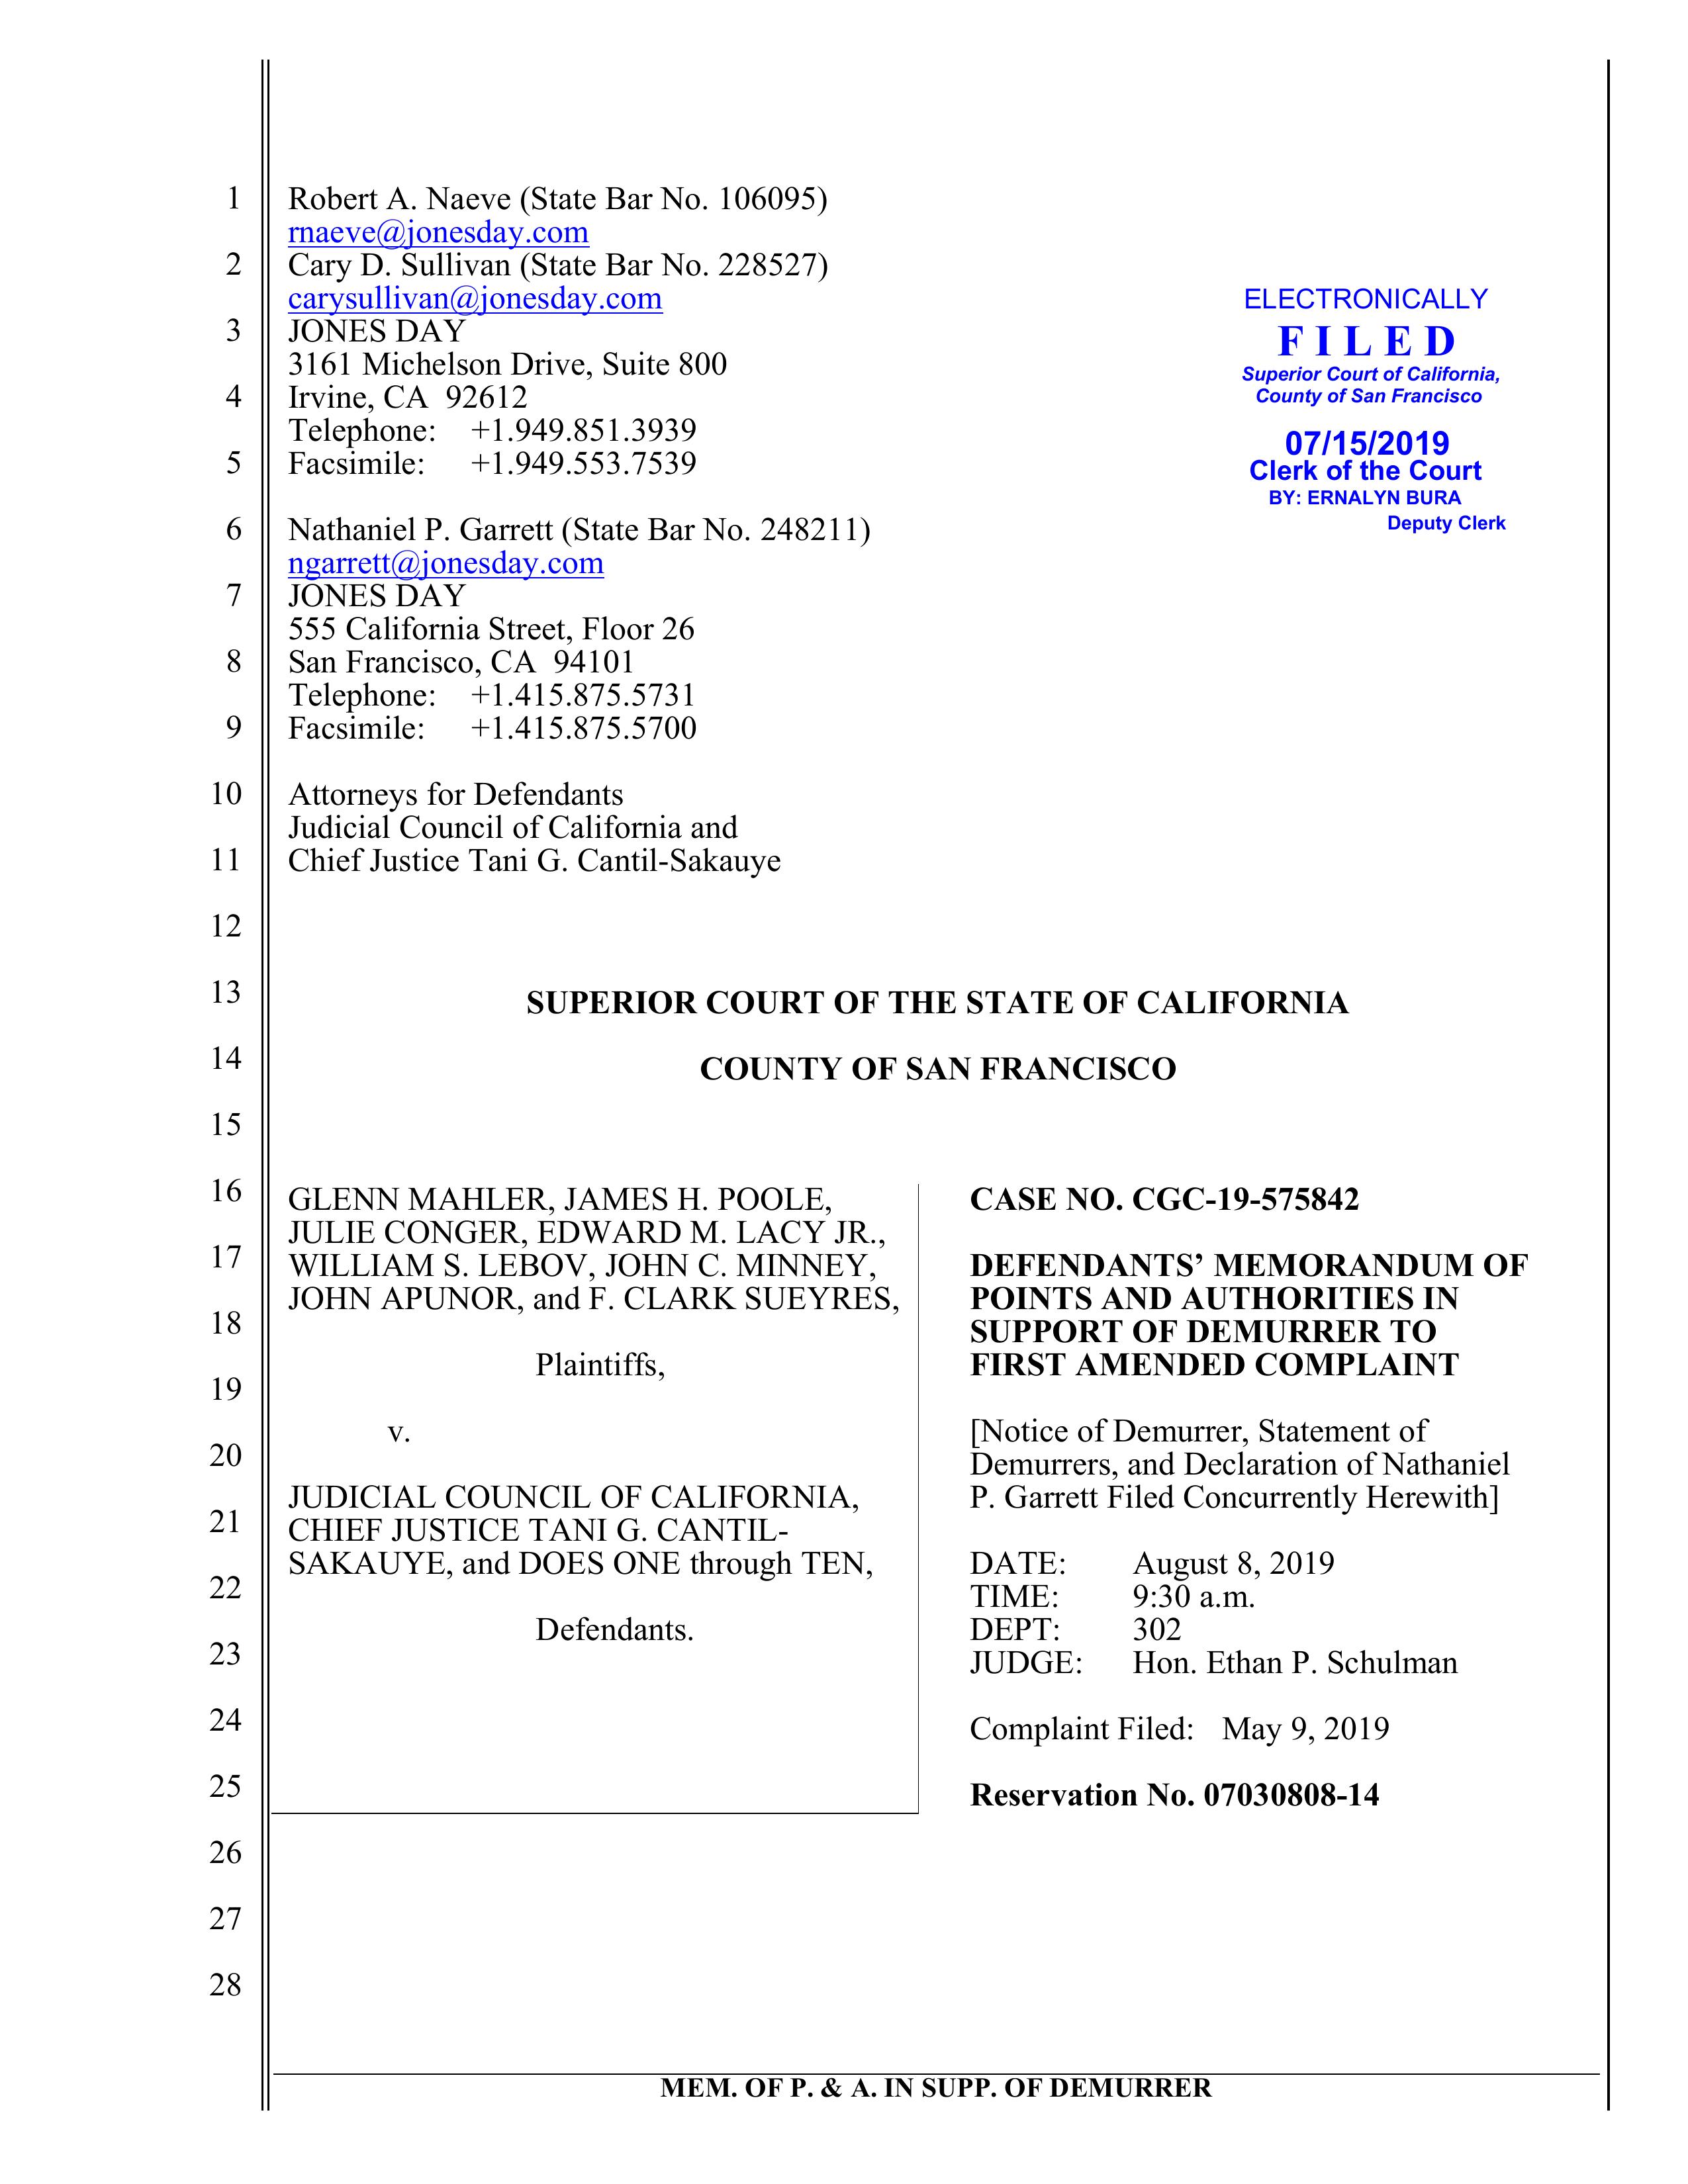 1 Robert A. Naeve (State Bar No. 106095)
rnaeve@jonesday.com
2 Cary D. Sullivan (State Bar No. 228527)
carysullivan@jonesday.com
3 JONES DAY
3161 Michelson Drive, Suite 800
4 Irvine, CA 92612
Telephone: +1.949.851.3939
5 Facsimile: +1.949.553.7539
6 Nathaniel P. Garrett (State Bar No. 248211)
ngarrett@jonesday.com
7 JONES DAY
555 California Street, Floor 26
8 San Francisco, CA 94101
Telephone: +1.415.875.5731
9 Facsimile: +1.415.875.5700
10 Attorneys for Defendants
Judicial Council of California and
11 Chief Justice Tani G. Cantil-Sakauye
ELECTRONICALLY
FILED
Superior Court of California,
County of San Francisco
07/15/2019
Clerk of the Court
BY: ERNALYN BURA
Deputy Clerk
12
13 SUPERIOR COURT OF THE STATE OF CALIFORNIA
14 COUNTY OF SAN FRANCISCO
15
16 GLENN MAHLER, JAMES H. POOLE,
JULIE CONGER, EDWARD M. LACY JR.,
17 WILLIAM S. LEBOV, JOHN C. MINNEY,
JOHN APUNOR, and F. CLARK SUEYRES,
18
Plaintiffs,
19
v.
20
JUDICIAL COUNCIL OF CALIFORNIA,
21 CHIEF JUSTICE TANI G. CANTIL-
SAKAUYE, and DOES ONE through TEN,
22
Defendants.
23
24
25
CASE NO. CGC-19-575842
DEFENDANTS’ MEMORANDUM OF
POINTS AND AUTHORITIES IN
SUPPORT OF DEMURRER TO
FIRST AMENDED COMPLAINT
[Notice of Demurrer, Statement of
Demurrers, and Declaration of Nathaniel
P. Garrett Filed Concurrently Herewith]
DATE: August 8, 2019
TIME: 9:30 a.m.
DEPT: 302
JUDGE: Hon. Ethan P. Schulman
Complaint Filed: May 9, 2019
Reservation No. 07030808-14
26
27
28
MEM. OF P. & A. IN SUPP. OF DEMURRER